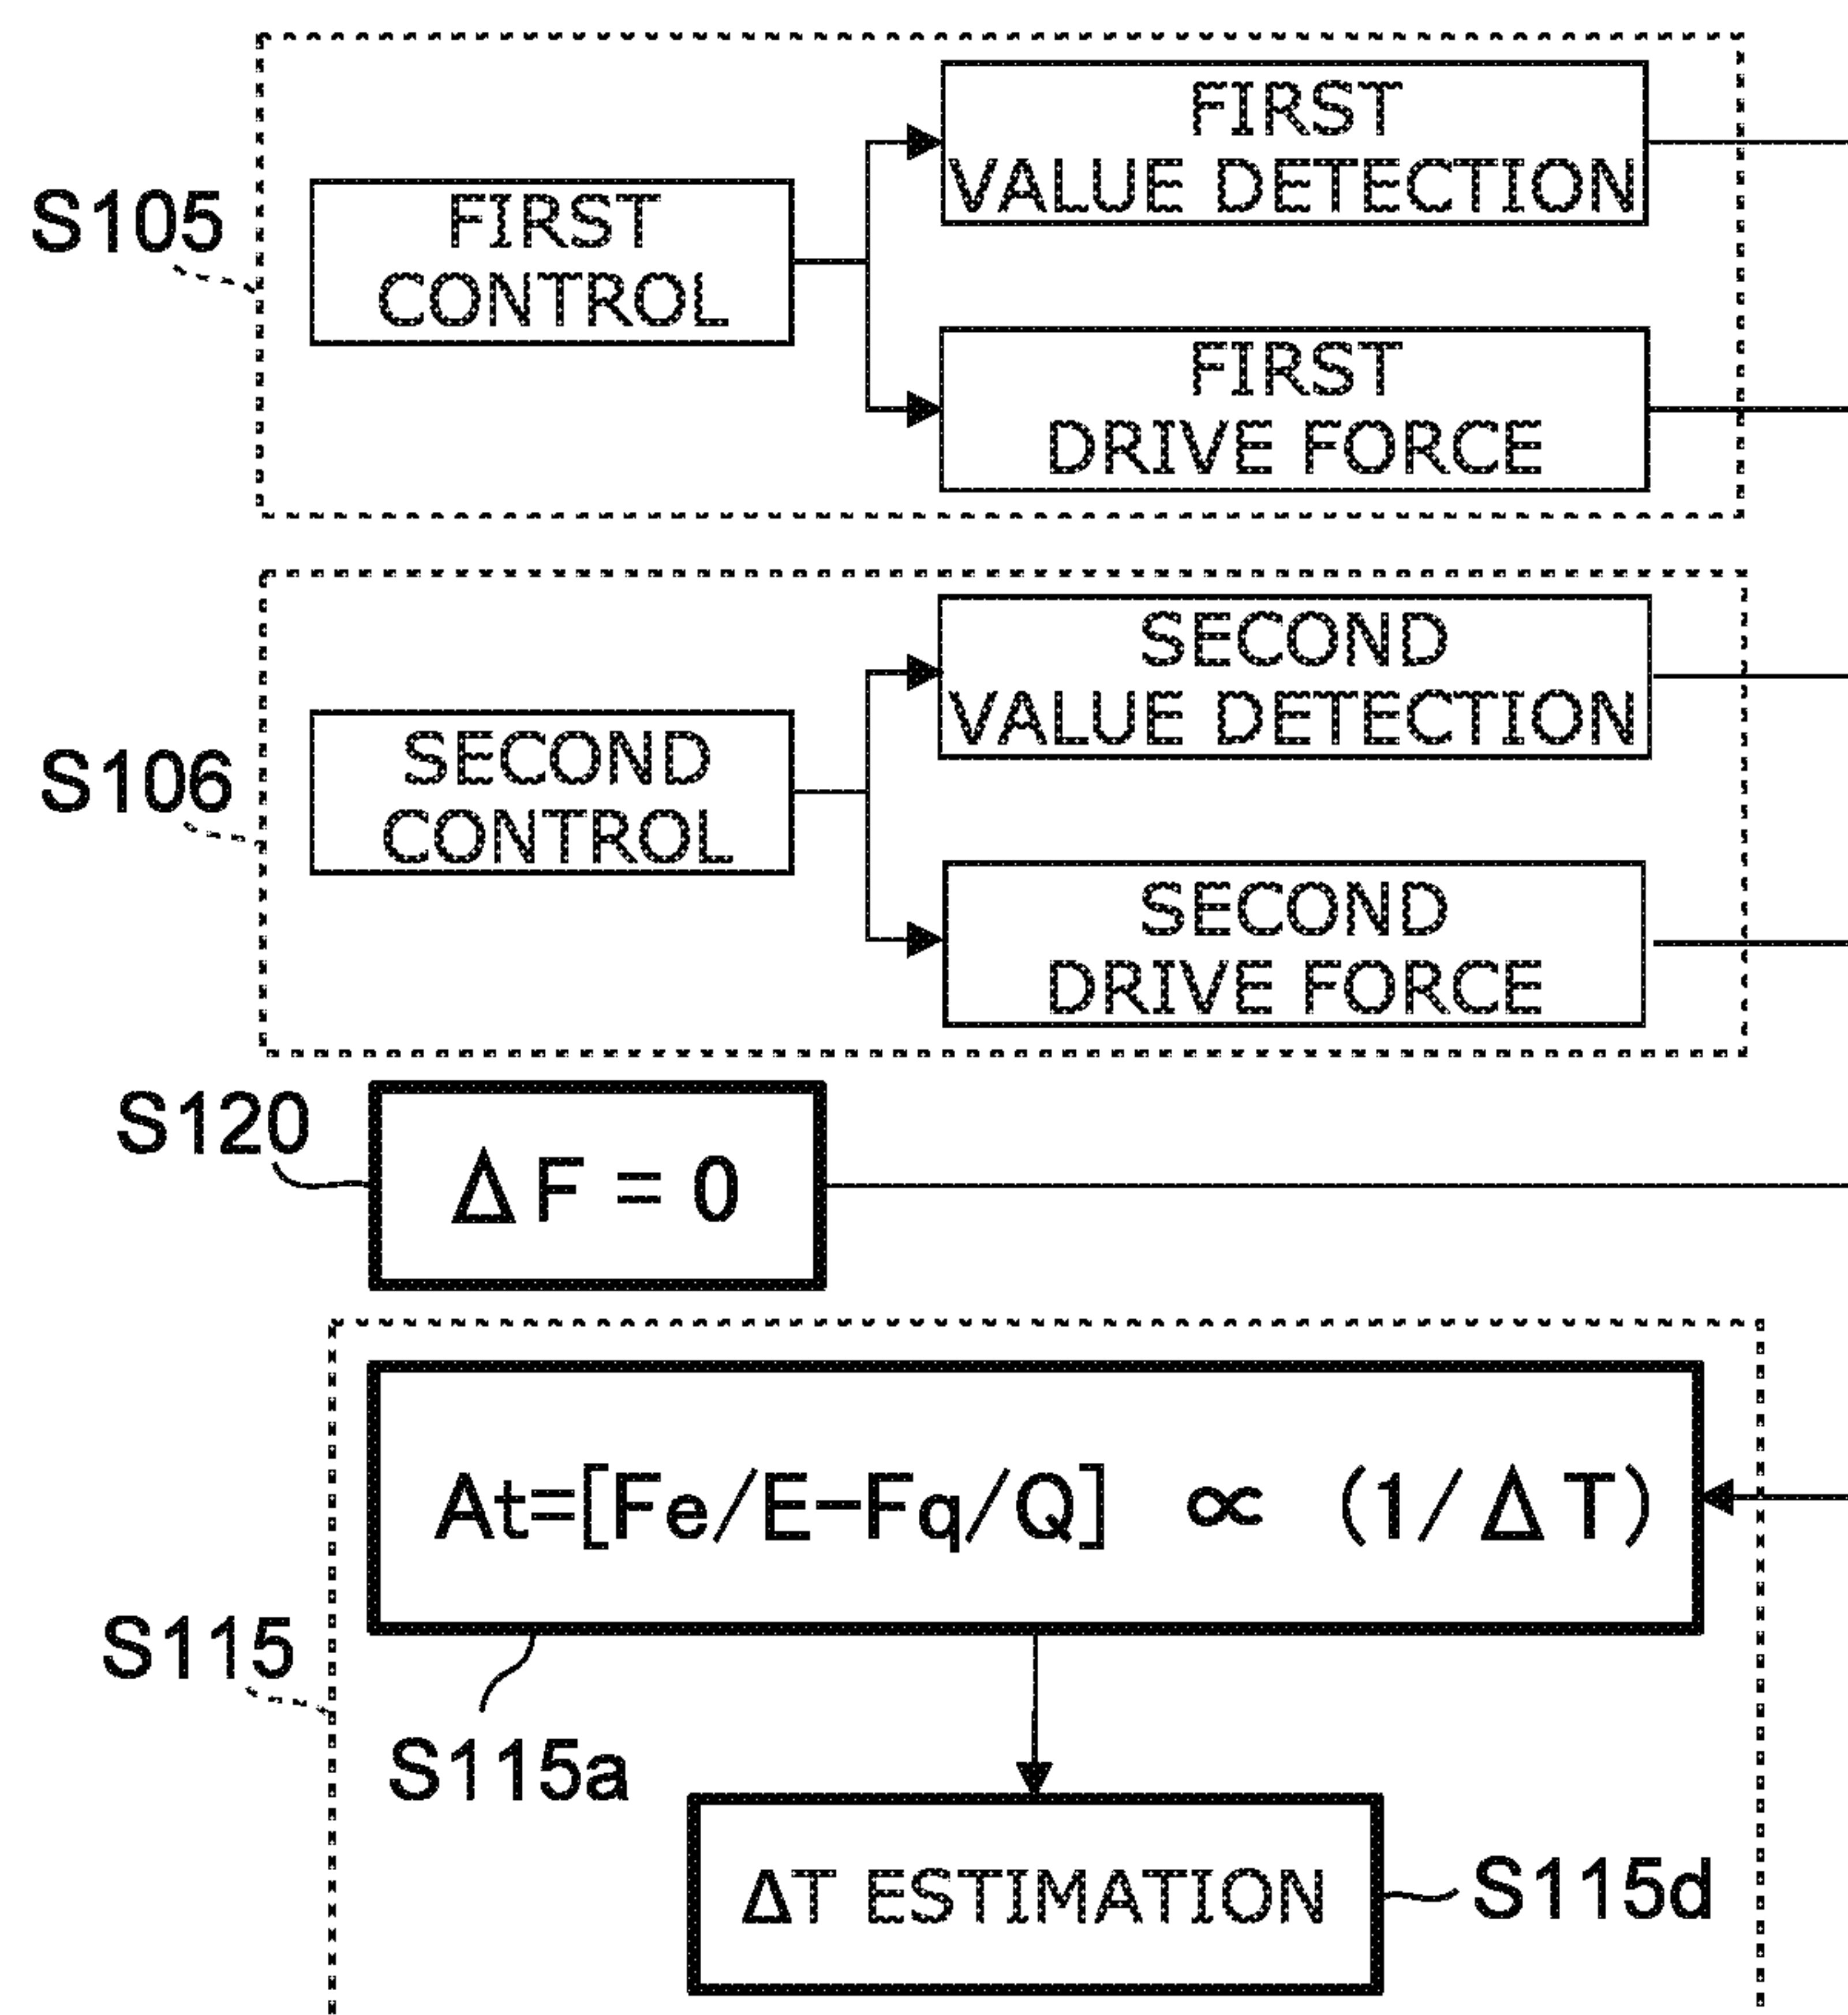 S105
FIRST
CONTROL
FIRST
VALUE DETECTION
FIRST
DRIVE FORCE
S106
SECOND
CONTROL
SECOND
VALUE DETECTION
SECOND
DRIVE FORCE
S120
Δ F = 0
S115
At=[Fe/E-Fq/Q] ∝ (1/ΔT)
S115a
ΔT ESTIMATION
S115d